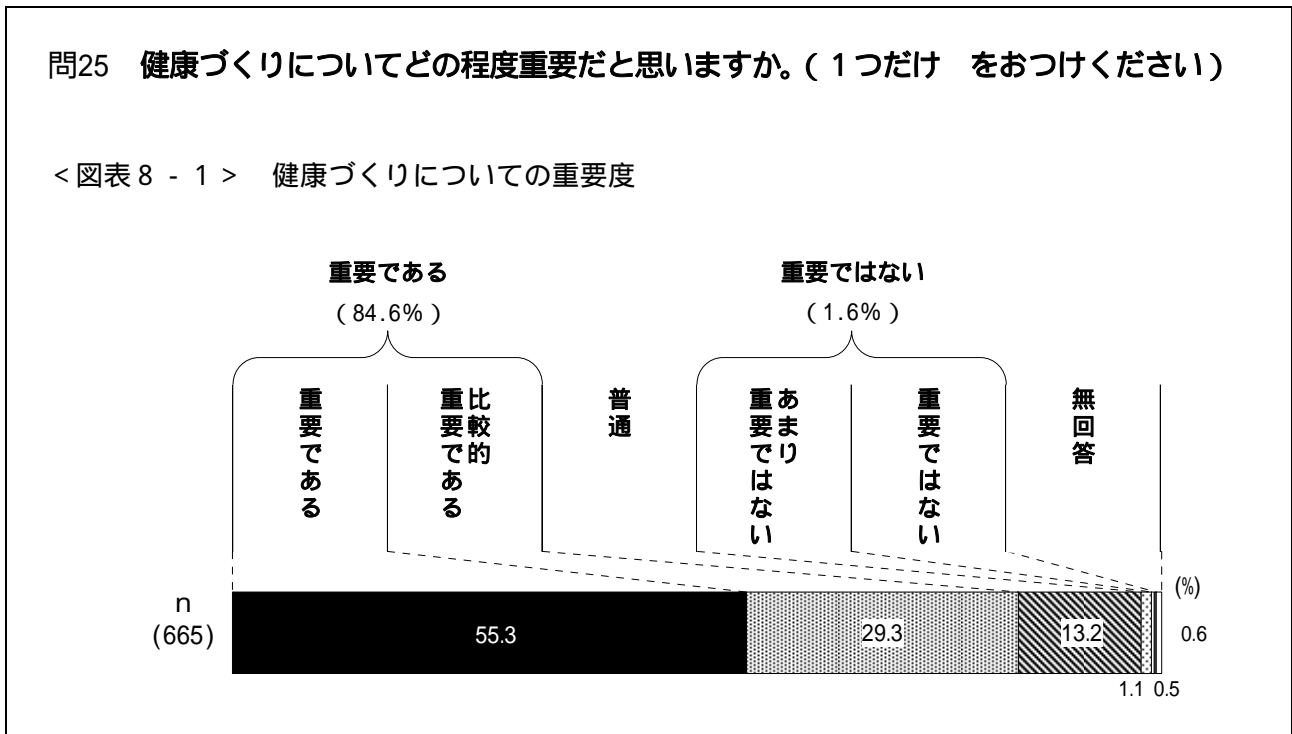 問25　健康づくりについてどの程度重要だと思いますか。（１つだけ　をおつけください）
＜図表８－１＞　健康づくりについての重要度
重要である
（84.6%）
重要ではない
（1.6%）
重要である
比較的
重要である
普通
あまり
重要ではない
重要ではない
無回答
(%)
n
(665)
55.3
29.3
13.2
0.6
1.1
0.5